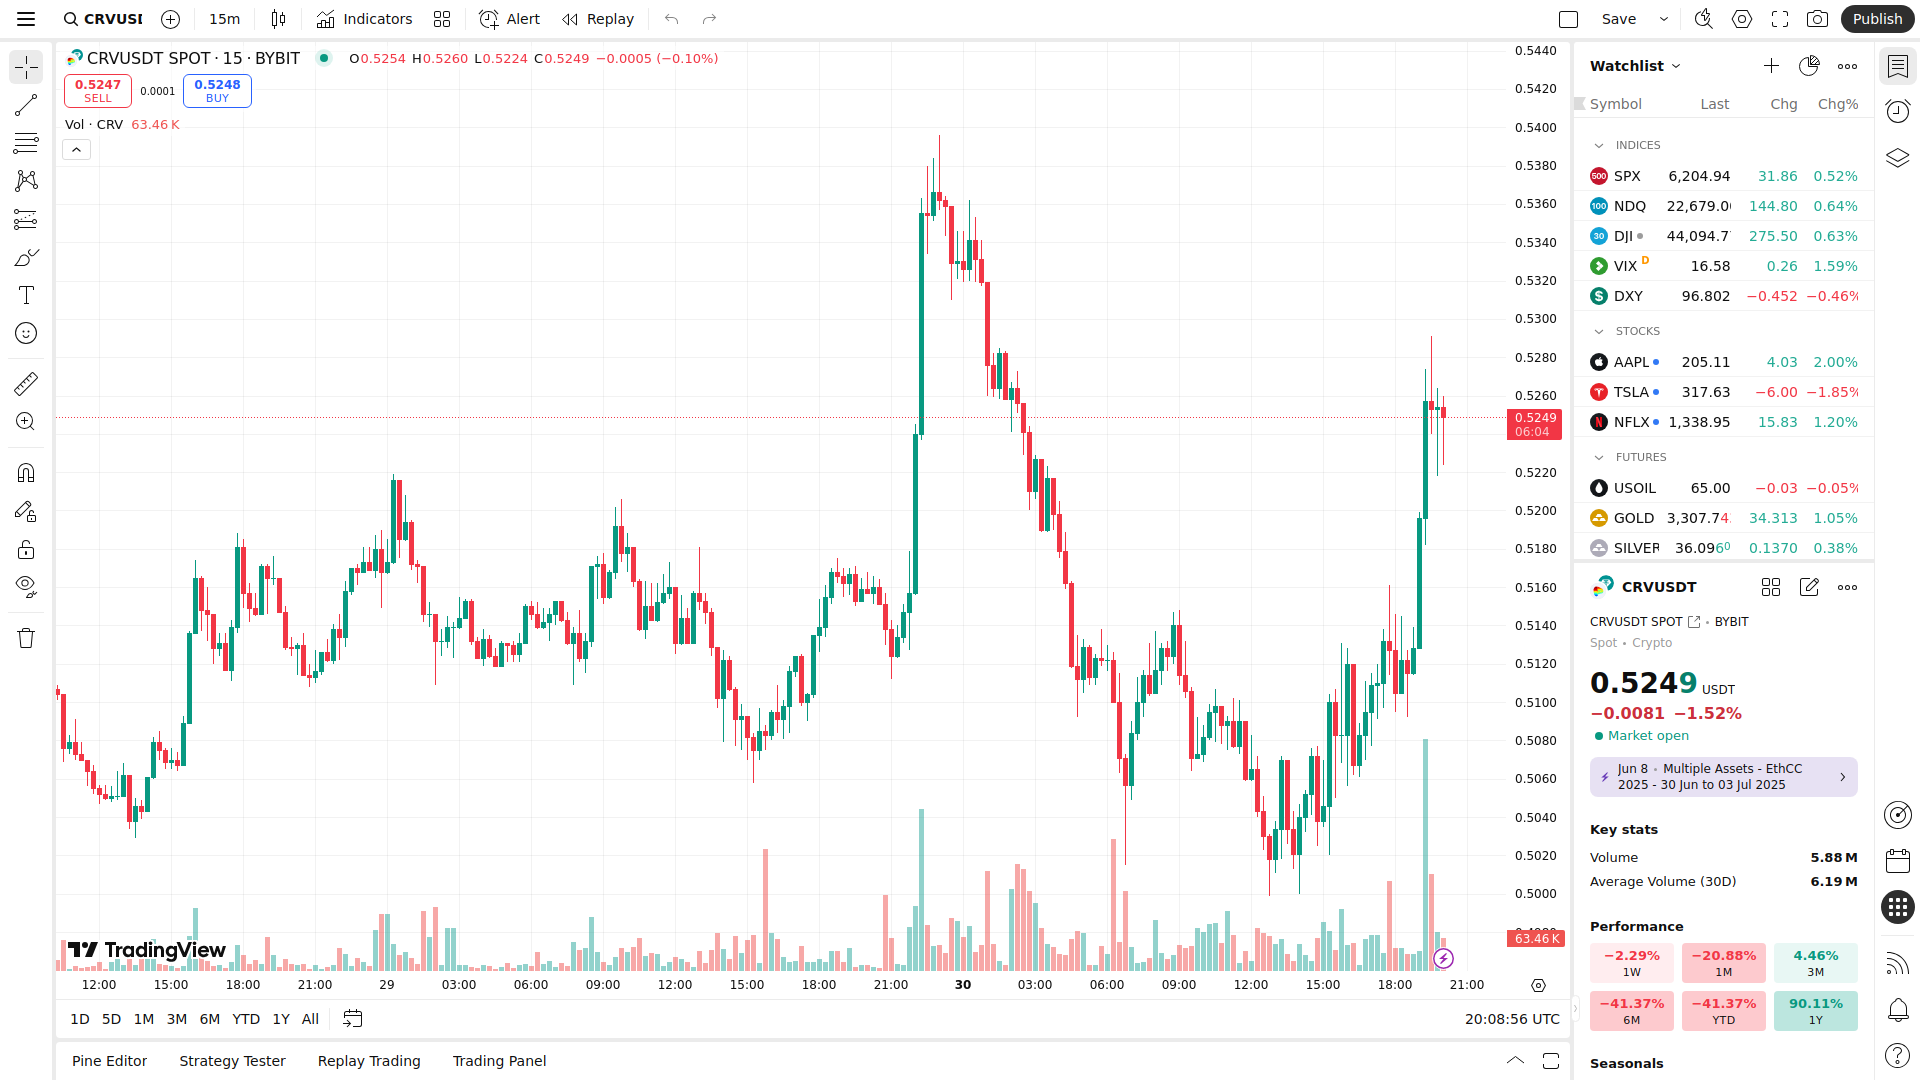 CRVUSD
15m
Indicators
Alert
Replay
Save
Publish
CRVUSDT SPOT · 15 · BYBIT
O0.5254 H0.5260 L0.5224 C0.5249 −0.0005 (−0.10%)
0.5247
SELL
0.0001
0.5248
BUY
Vol · CRV 63.46 K
0.5440
0.5420
0.5400
0.5380
0.5360
0.5340
0.5320
0.5300
0.5280
0.5260
0.5249
06:04
0.5220
0.5200
0.5180
0.5160
0.5140
0.5120
0.5100
0.5080
0.5060
0.5040
0.5020
0.5000
63.46 K
TradingView
12:00 15:00 18:00 21:00 29 03:00 06:00 09:00 12:00 15:00 18:00 21:00 30 03:00 06:00 09:00 12:00 15:00 18:00 21:00
1D 5D 1M 3M 6M YTD 1Y All
20:08:56 UTC
Pine Editor Strategy Tester Replay Trading Trading Panel
Watchlist
Symbol Last Chg Chg%
INDICES
SPX 6,204.94 31.86 0.52%
NDQ 22,679.0 144.80 0.64%
DJI 44,094.7 275.50 0.63%
VIX D 16.58 0.26 1.59%
DXY 96.802 −0.452 −0.46%
STOCKS
AAPL 205.11 4.03 2.00%
TSLA 317.63 −6.00 −1.85%
NFLX 1,338.95 15.83 1.20%
FUTURES
USOIL 65.00 −0.03 −0.05%
GOLD 3,307.74 34.313 1.05%
SILVER 36.0960 0.1370 0.38%
CRVUSDT
CRVUSDT SPOT • BYBIT
Spot • Crypto
0.5249 USDT
−0.0081 −1.52%
Market open
Jun 8 • Multiple Assets - EthCC
2025 - 30 Jun to 03 Jul 2025
Key stats
Volume 5.88 M
Average Volume (30D) 6.19 M
Performance
−2.29%
1W
−20.88%
1M
4.46%
3M
−41.37%
6M
−41.37%
YTD
90.11%
1Y
Seasonals